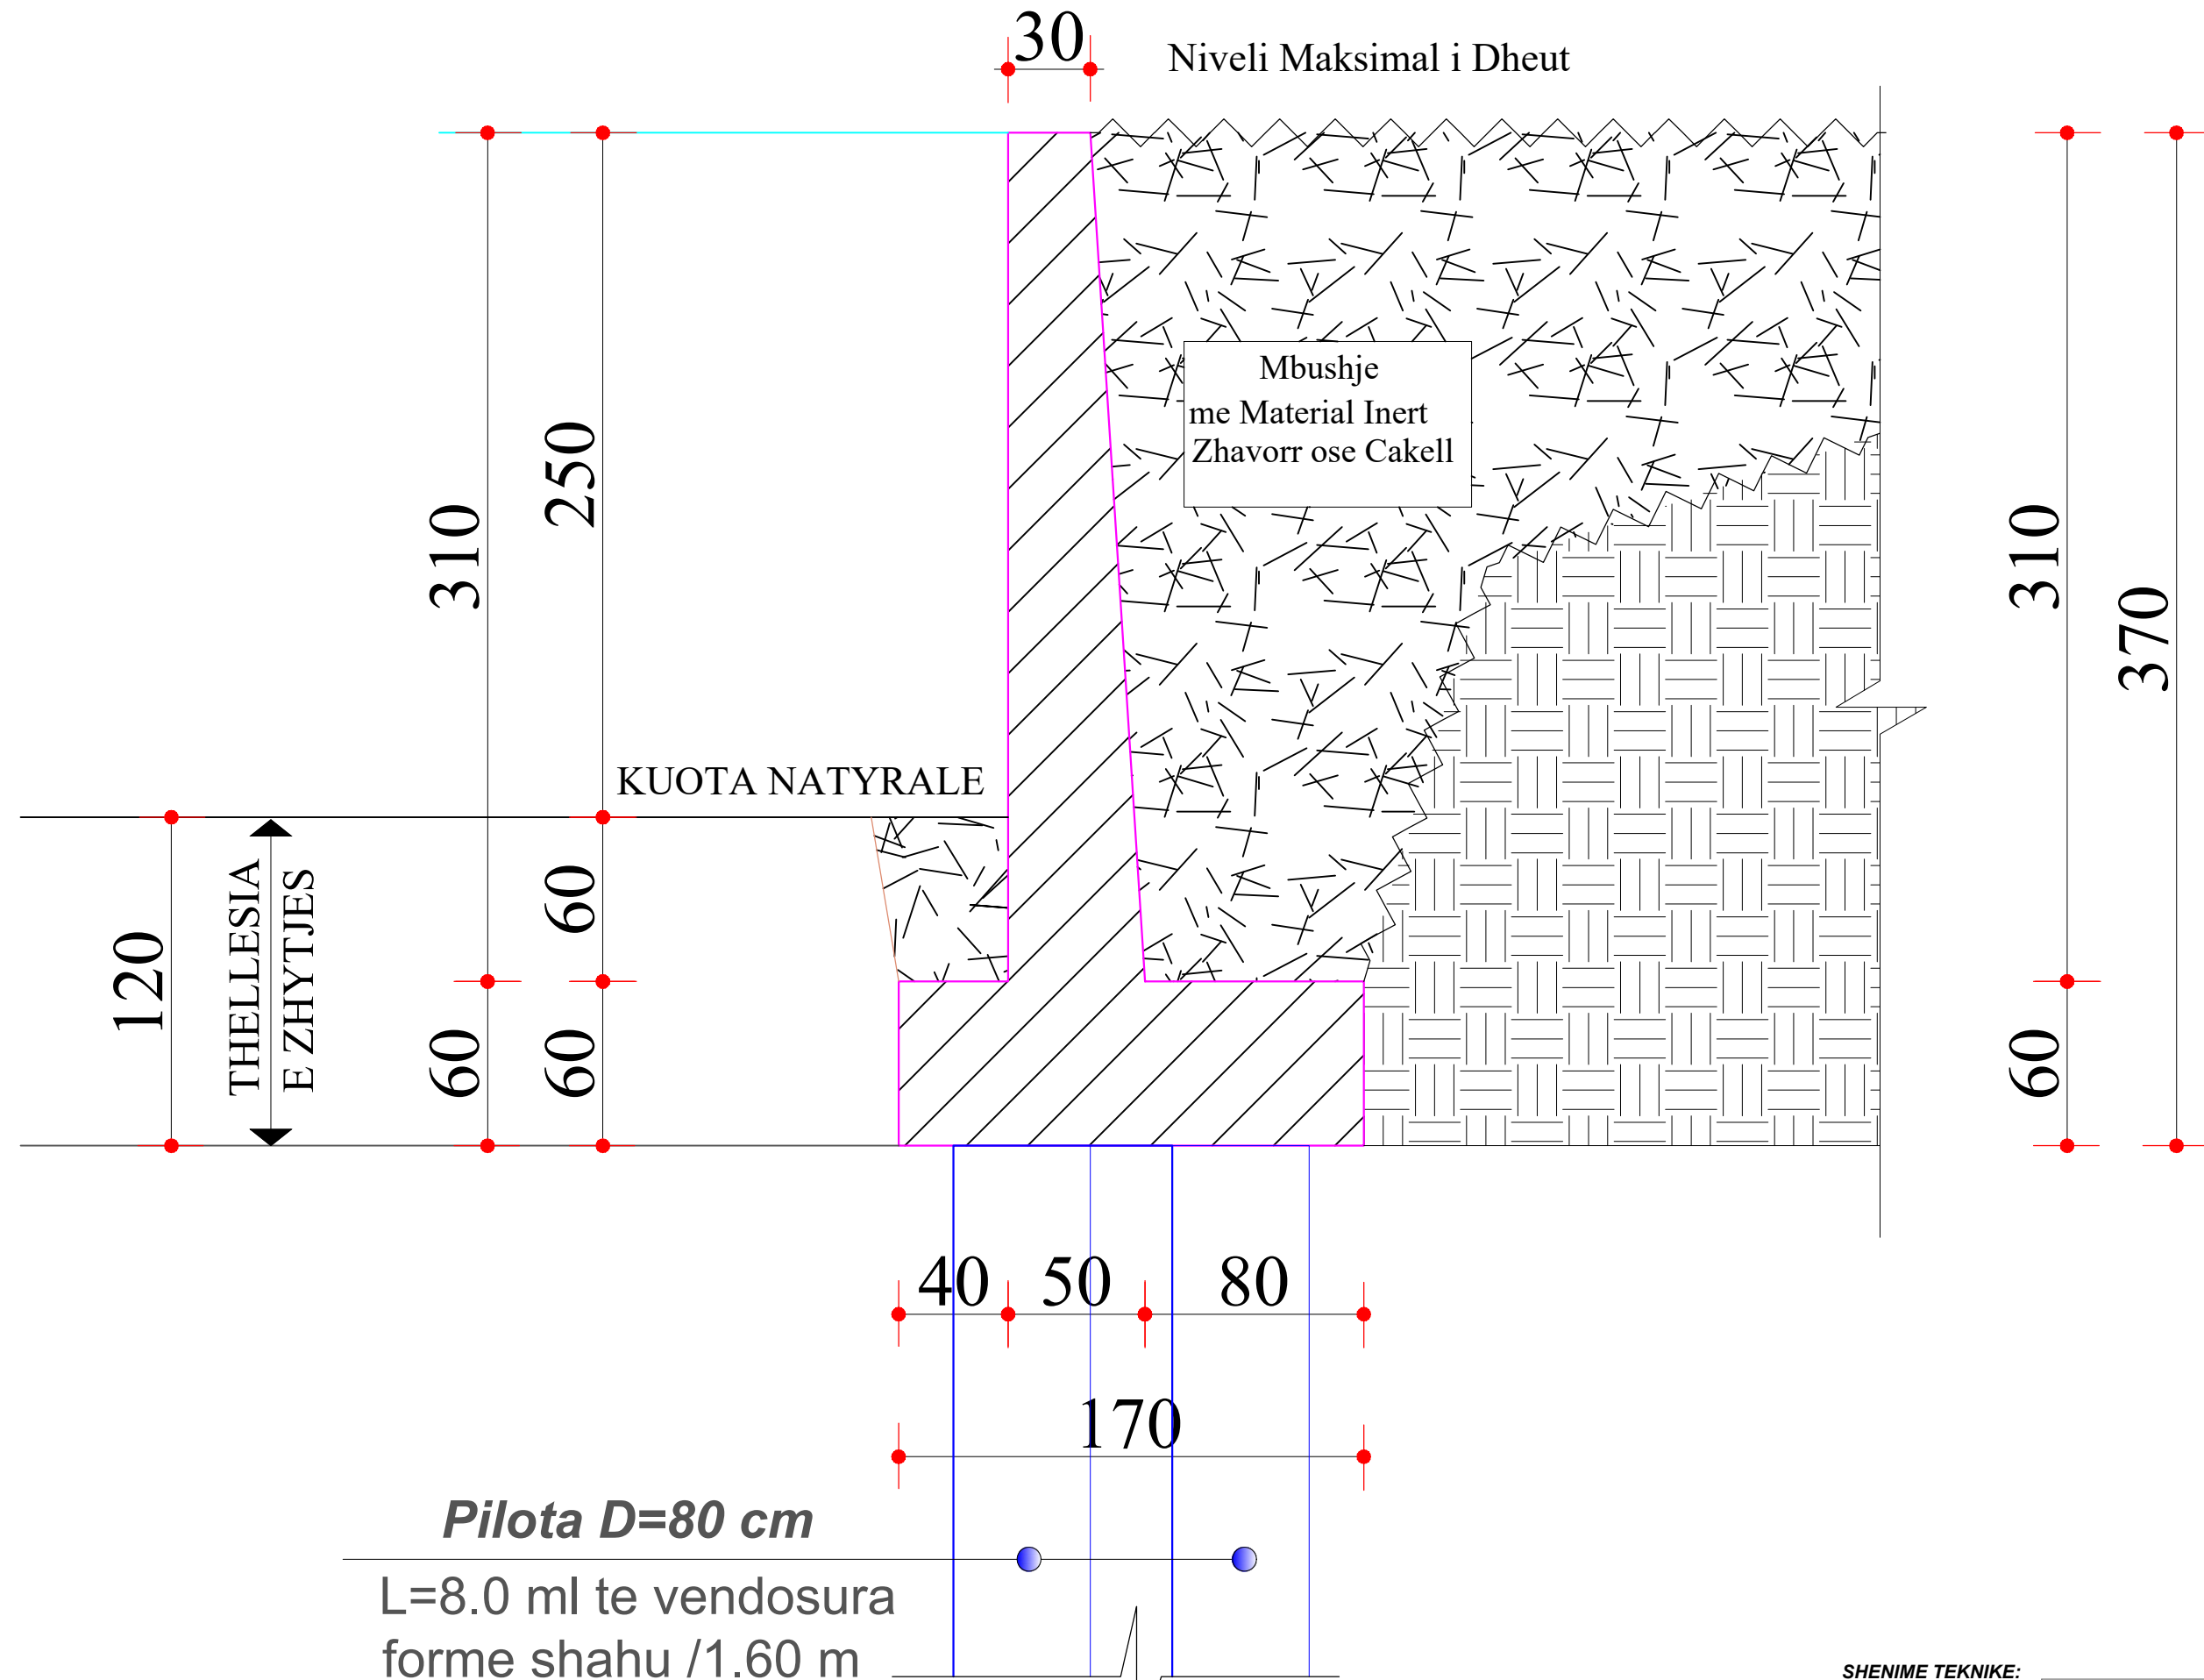 30
Niveli Maksimal i Dheut
Mbushje
me Material Inert
Zhavorr ose Cakell
310
250
310
370
KUOTA NATYRALE
120
THELLESIA
E ZHYTJES
60
60
60
60
40 50 80
170
Pilota D=80 cm
L=8.0 ml te vendosura
forme shahu /1.60 m
SHENIME TEKNIKE: